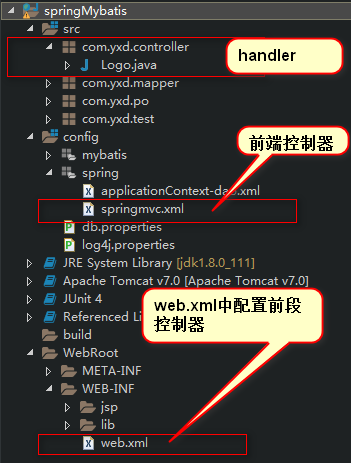 springMybatis
src
com.yxd.controller
Logo.java
handler
com.yxd.mapper
com.yxd.po
com.yxd.test
config
前端控制器
mybatis
spring
applicationContext-dao.xml
springmvc.xml
db.properties
log4j.properties
JRE System Library [jdk1.8.0_111]
Apache Tomcat v7.0 [Apache Tomcat v7.0]
JUnit 4
Referenced Li
web.xml中配置前段
控制器
build
WebRoot
META-INF
WEB-INF
jsp
lib
web.xml